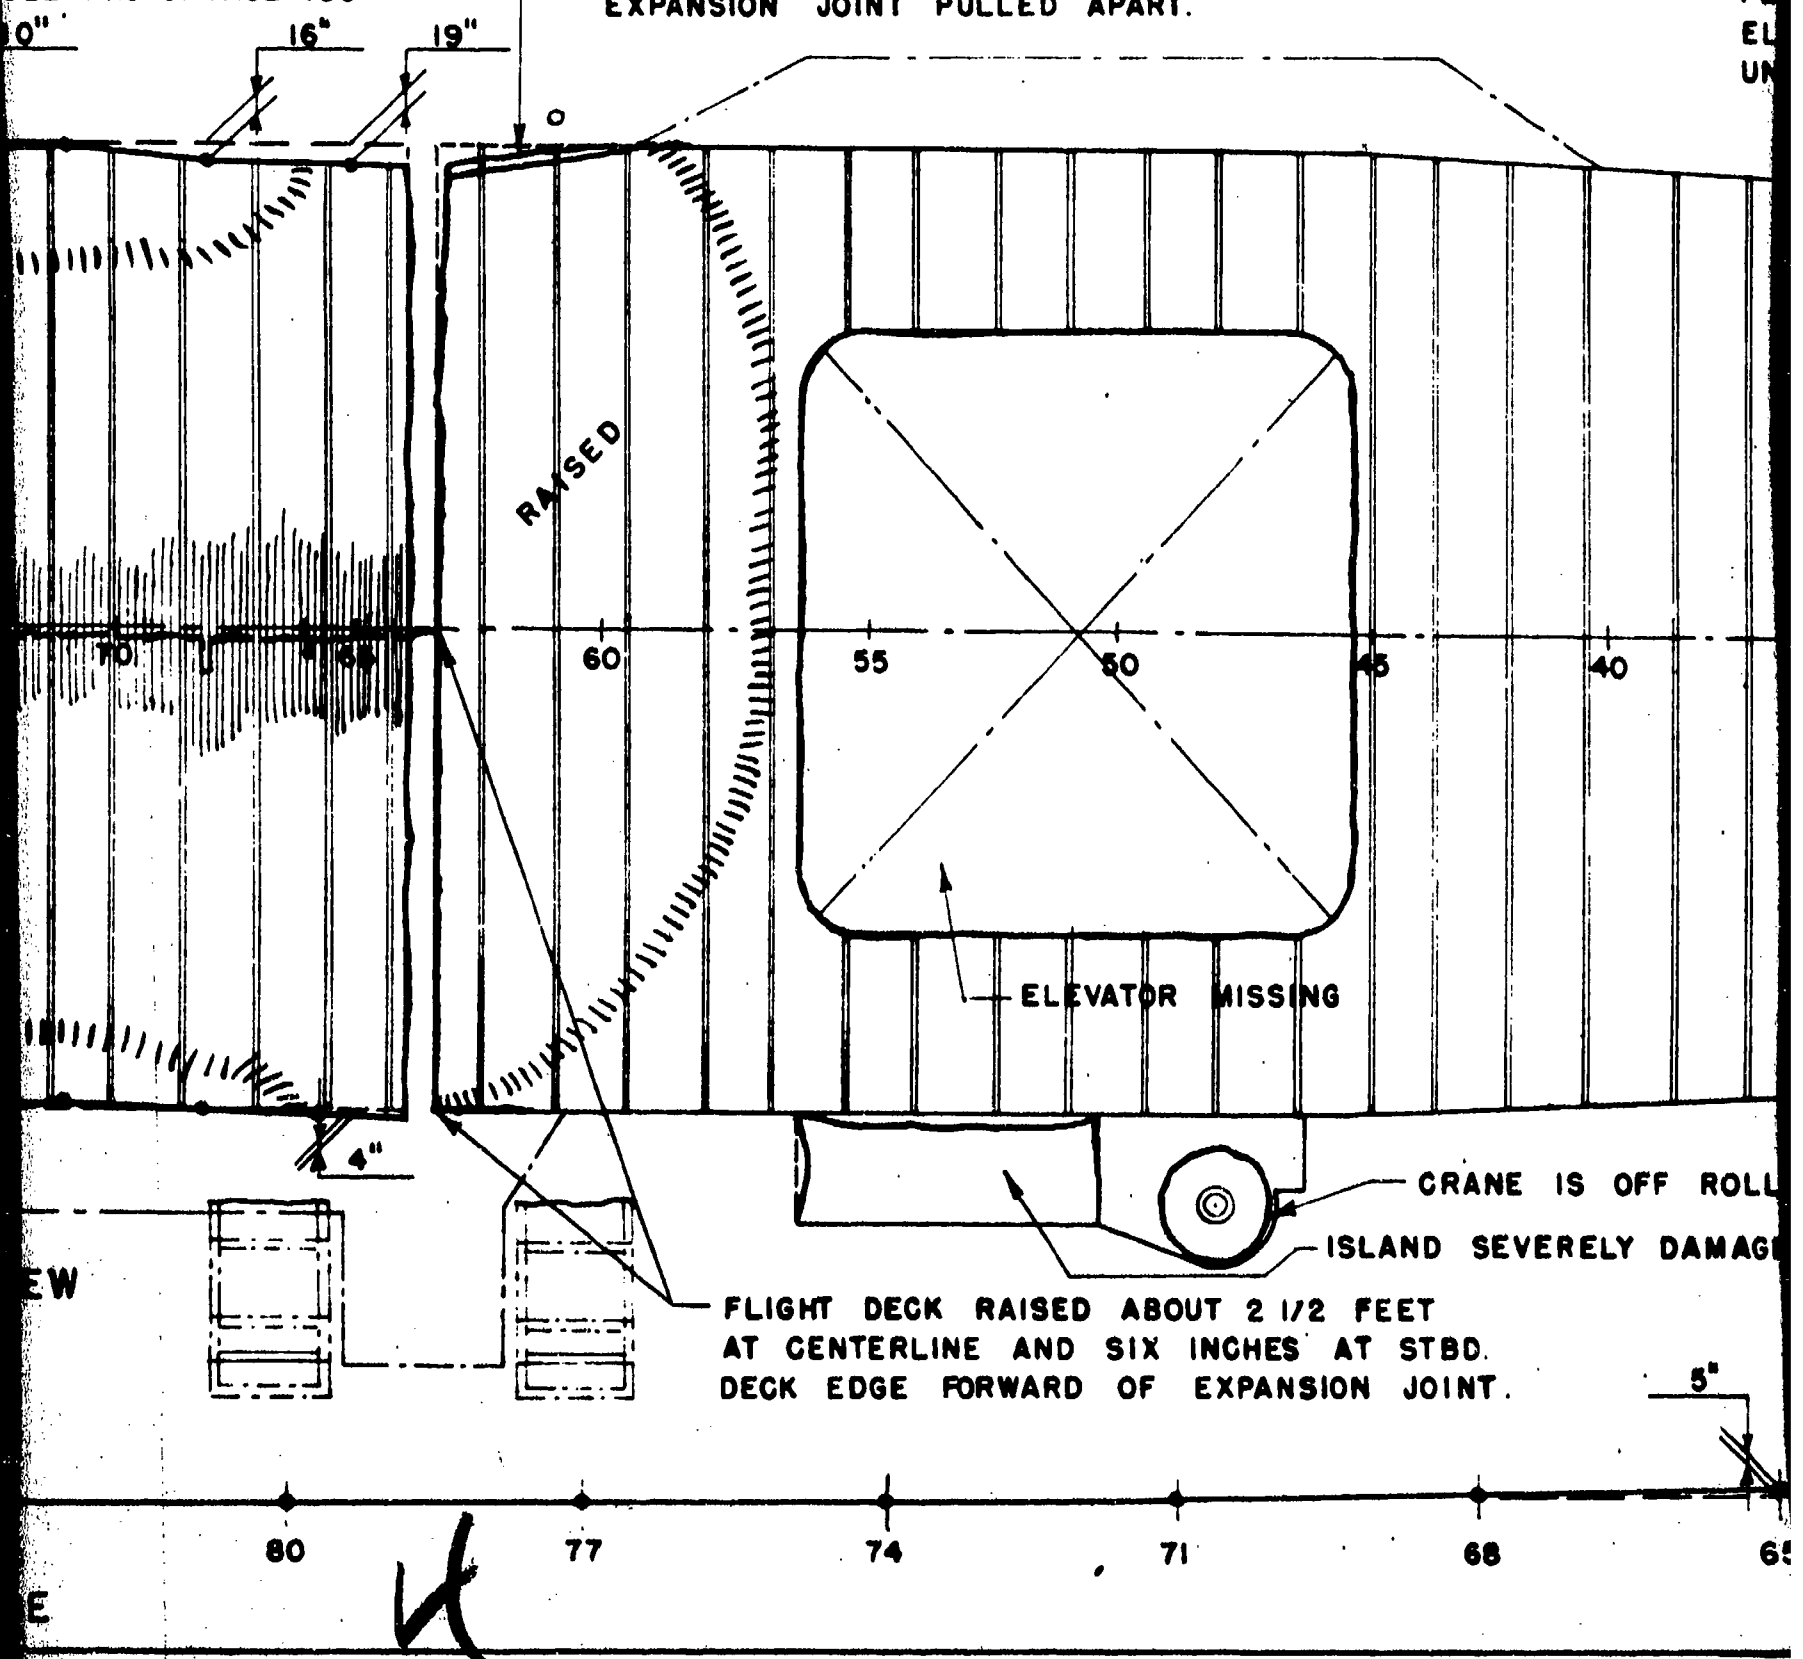 EXPANSION JOINT PULLED APART.
0"
16"
19"
EL
UN
RAISED
70
60
55
50
45
40
ELEVATOR MISSING
4"
CRANE IS OFF ROLL
ISLAND SEVERELY DAMAG
EW
FLIGHT DECK RAISED ABOUT 2 1/2 FEET
AT CENTERLINE AND SIX INCHES AT STBD.
DECK EDGE FORWARD OF EXPANSION JOINT.
5"
80
77
74
71
68
65
E